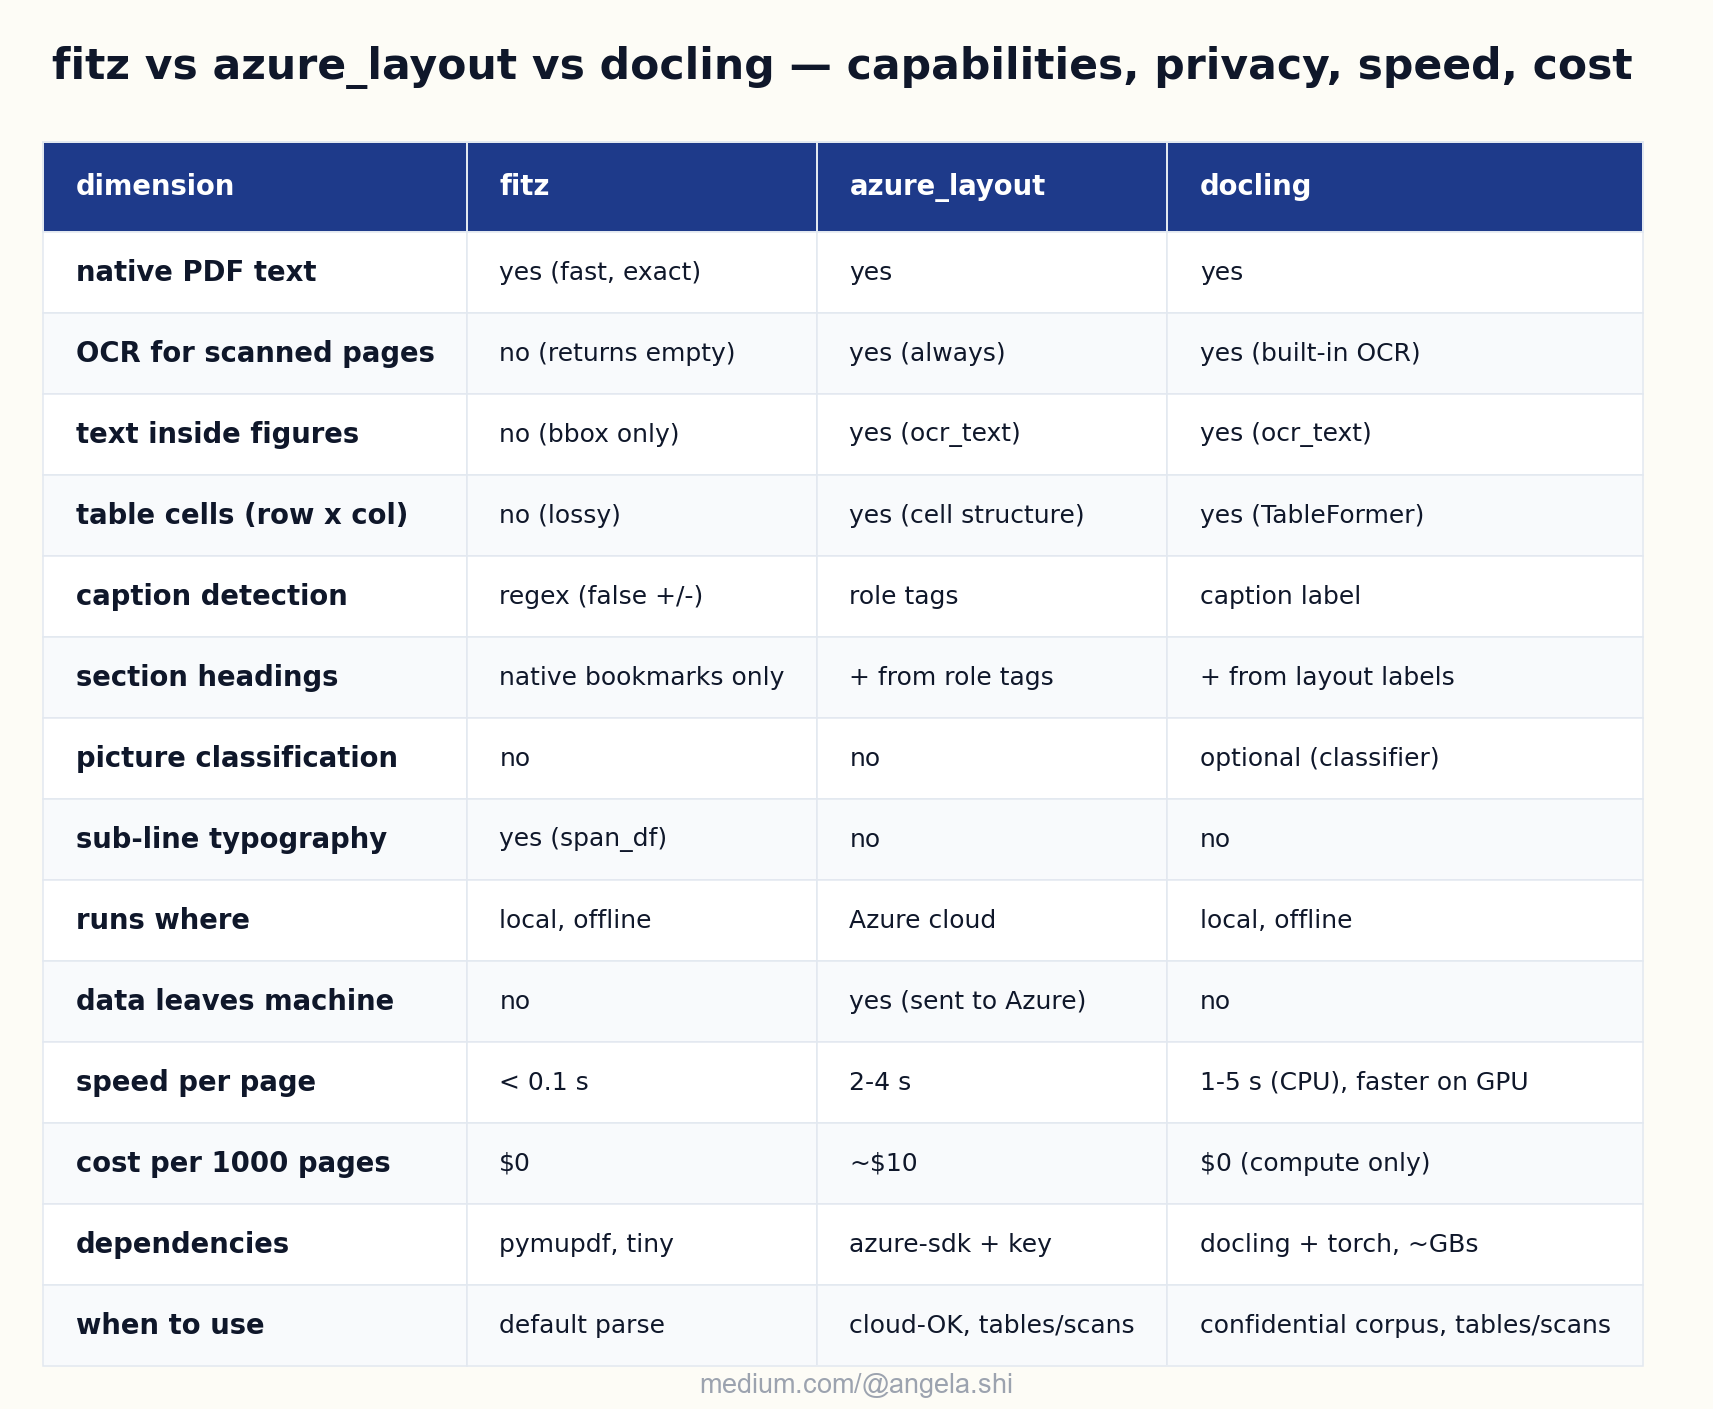 fitz vs azure_layout vs docling — capabilities, privacy, speed, cost
dimension fitz azure_layout docling
native PDF text yes (fast, exact) yes yes
OCR for scanned pages no (returns empty) yes (always) yes (built-in OCR)
text inside figures no (bbox only) yes (ocr_text) yes (ocr_text)
table cells (row x col) no (lossy) yes (cell structure) yes (TableFormer)
caption detection regex (false +/-) role tags caption label
section headings native bookmarks only + from role tags + from layout labels
picture classification no no optional (classifier)
sub-line typography yes (span_df) no no
runs where local, offline Azure cloud local, offline
data leaves machine no yes (sent to Azure) no
speed per page < 0.1 s 2-4 s 1-5 s (CPU), faster on GPU
cost per 1000 pages $0 ~$10 $0 (compute only)
dependencies pymupdf, tiny azure-sdk + key docling + torch, ~GBs
when to use default parse cloud-OK, tables/scans confidential corpus, tables/scans
medium.com/@angela.shi